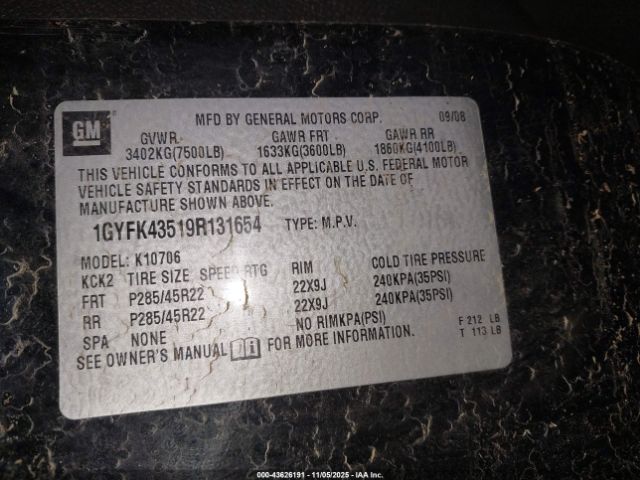 GM
MFD BY GENERAL MOTORS CORP. 09/08
GVWR GAWR FRT GAWR RR
3402KG(7500LB) 1633KG(3600LB) 1860KG(4100LB)
THIS VEHICLE CONFORMS TO ALL APPLICABLE U.S. FEDERAL MOTOR
VEHICLE SAFETY STANDARDS IN EFFECT ON THE DATE OF
MANUFACTURE SHOWN ABOVE.
1GYFK43519R131654 TYPE: M.P.V.
MODEL: K10706
KCK2 TIRE SIZE SPEED RTG RIM COLD TIRE PRESSURE
FRT P285/45R22 22X9J 240KPA(35PSI)
RR P285/45R22 22X9J 240KPA(35PSI)
SPA NONE NO RIMKPA(PSI)
SEE OWNER'S MANUAL FOR MORE INFORMATION. F 212 LB
T 113 LB
000-43626191 - 11/05/2025 - IAA Inc.